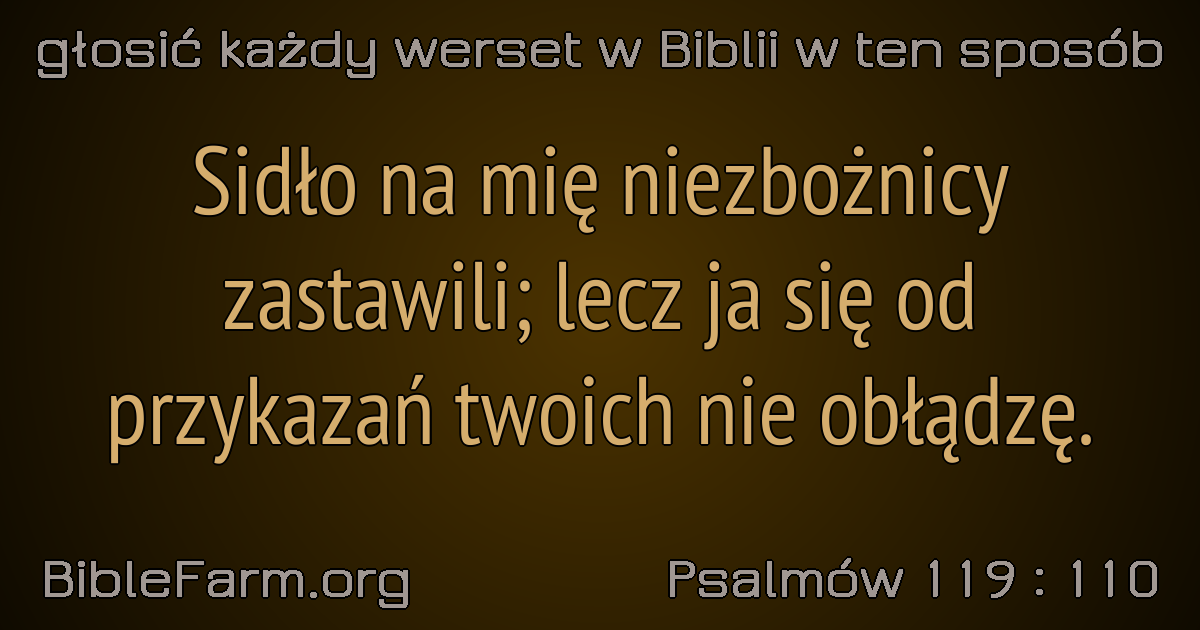 głosić każdy werset w Biblii w ten sposób
Sidło na mię niezbożnicy
zastawili; lecz ja się od
przykazań twoich nie obłądzę.
BibleFarm.org
Psalmów 119 : 110